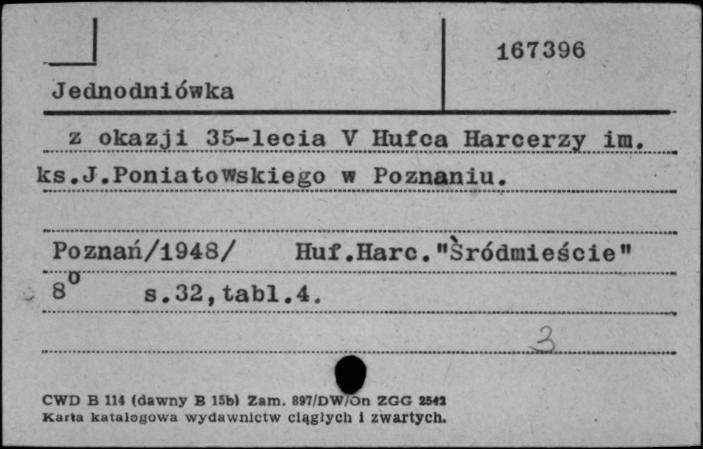 167396
Jednodniówka
z okazji 35-lecia V Hufca Harcerzy im.
ks.J.Poniatowskiego w Poznaniu.
Poznań/1948/ Huf.Harc."Śródmieście"
8º s.32,tabl.4.
3
CWD B 114 (dawny B 15b) Zam. 897/DW/On ZGG 2542
Karta katalogowa wydawnictw ciągłych i zwartych.